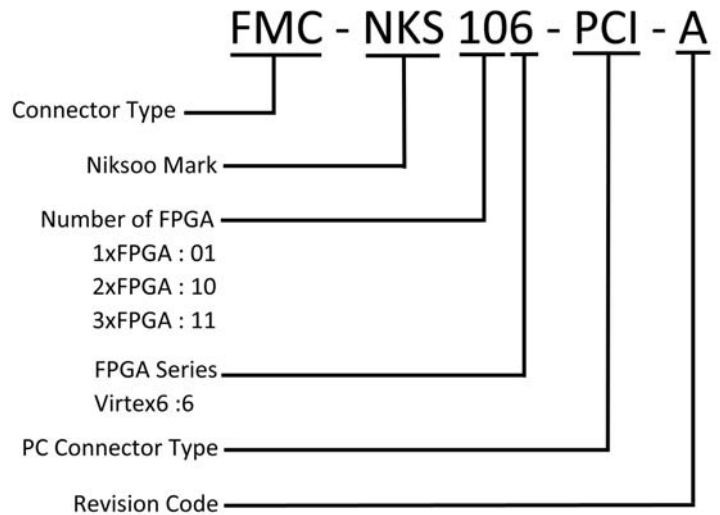 FMC - NKS 106 - PCI - A
Connector Type
Niksoo Mark
Number of FPGA
1xFPGA : 01
2xFPGA : 10
3xFPGA : 11
FPGA Series
Virtex6 :6
PC Connector Type
Revision Code